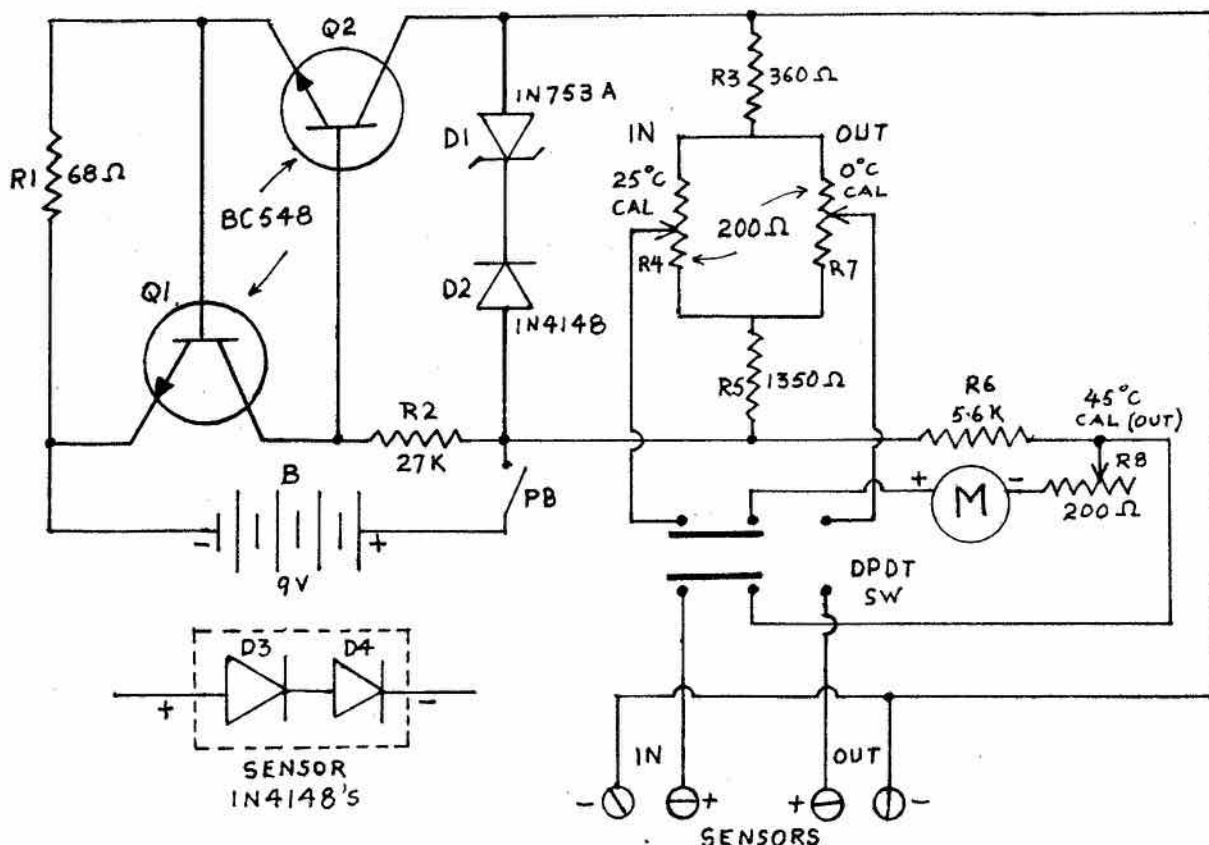 Q2
1N753A
R3
360Ω
D1
IN
OUT
R1
68Ω
25°C
CAL
0°C
CAL
BC548
200Ω
R4
R7
Q1
D2
1N4148
R5
1350Ω
R2
27K
R6
5.6K
45°C
CAL (OUT)
B
PB
+
M
-
R8
200Ω
-
+
9V
DPDT
SW
D3
D4
+
-
SENSOR
1N4148'S
IN
OUT
-
+
+
-
SENSORS